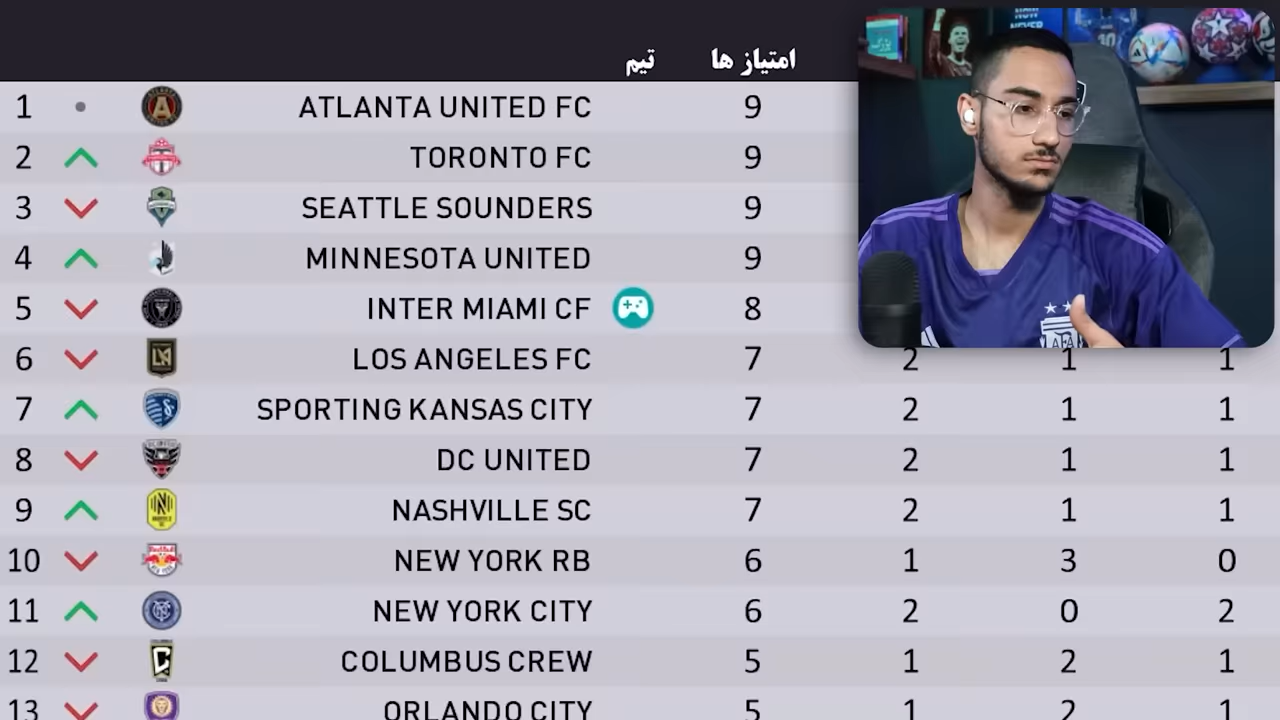 تیم امتیاز ها
1 ATLANTA UNITED FC 9
2 TORONTO FC 9
3 SEATTLE SOUNDERS 9
4 MINNESOTA UNITED 9
5 INTER MIAMI CF 8
6 LOS ANGELES FC 7 2 1 1
7 SPORTING KANSAS CITY 7 2 1 1
8 DC UNITED 7 2 1 1
9 NASHVILLE SC 7 2 1 1
10 NEW YORK RB 6 1 3 0
11 NEW YORK CITY 6 2 0 2
12 COLUMBUS CREW 5 1 2 1
13 ORLANDO CITY 5 1 2 1
AFA